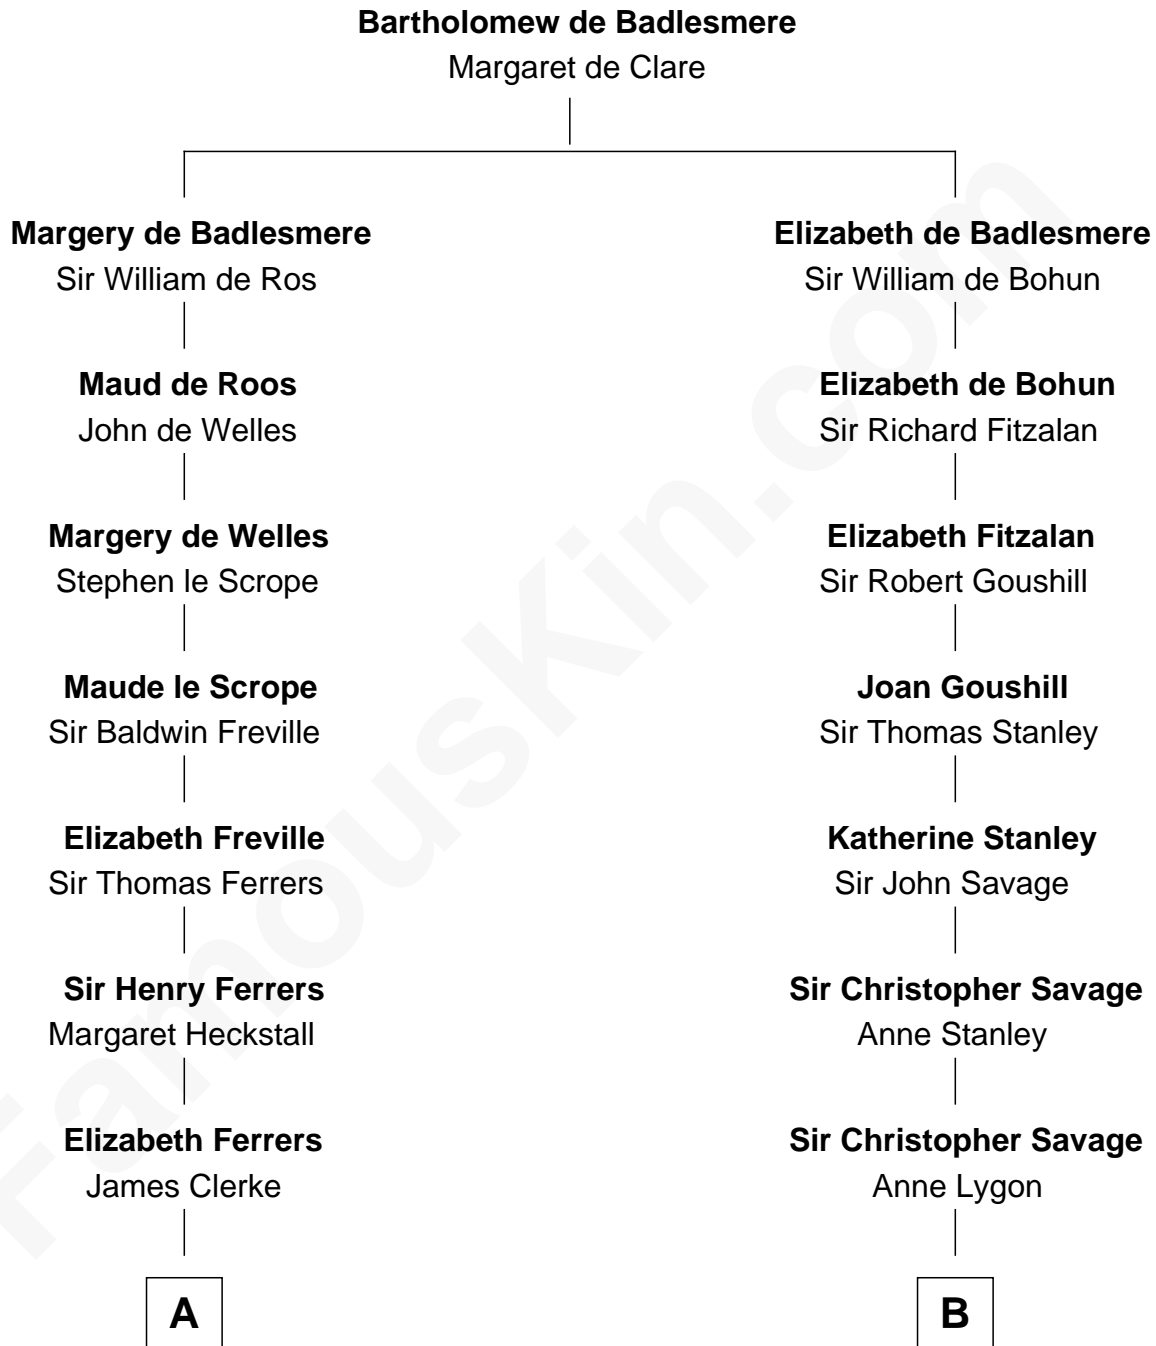 Bartholomew de Badlesmere
Margaret de Clare
Margery de Badlesmere
Sir William de Ros
Elizabeth de Badlesmere
Sir William de Bohun
Maud de Roos
John de Welles
Elizabeth de Bohun
Sir Richard Fitzalan
Margery de Welles
Stephen le Scrope
Elizabeth Fitzalan
Sir Robert Goushill
Maude le Scrope
Sir Baldwin Freville
Joan Goushill
Sir Thomas Stanley
Elizabeth Freville
Sir Thomas Ferrers
Katherine Stanley
Sir John Savage
Sir Henry Ferrers
Margaret Heckstall
Sir Christopher Savage
Anne Stanley
Elizabeth Ferrers
James Clerke
Sir Christopher Savage
Anne Lygon
A
B
FamousKin.com